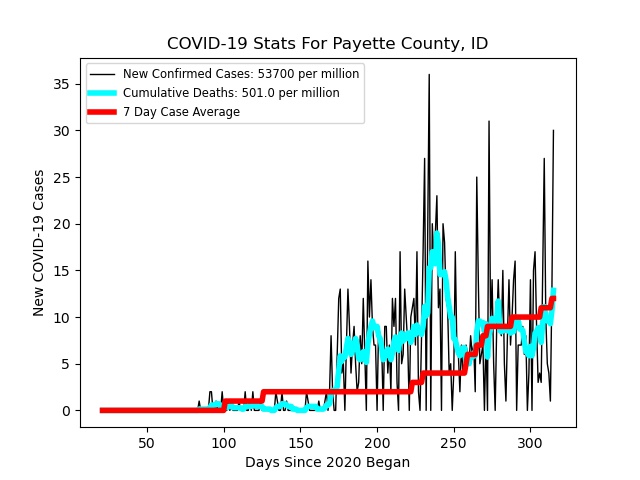 COVID-19 Stats For Payette County, ID
New Confirmed Cases: 53700 per million
Cumulative Deaths: 501.0 per million
7 Day Case Average
New COVID-19 Cases
35
30
25
20
15
10
5
0
50 100 150 200 250 300
Days Since 2020 Began